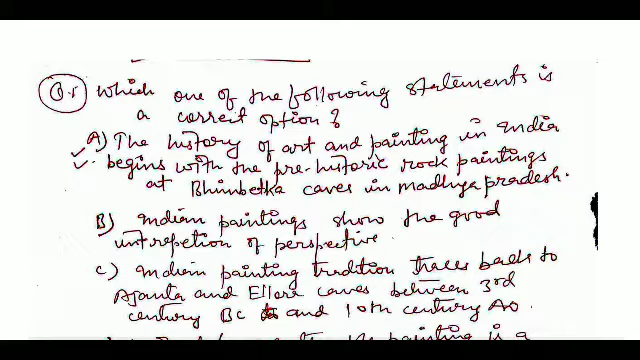 Q.1 Which one of the following statements is
a correct option?
A) The history of art and painting in India
begins with the pre-historic rock paintings
at Bhimbetka caves in Madhya Pradesh.
B) Indian paintings show the good
of perspective.
C) Indian painting tradition traces back to
Ajanta and Ellora caves between 3rd
century BC and 10th century AD.
painting is a